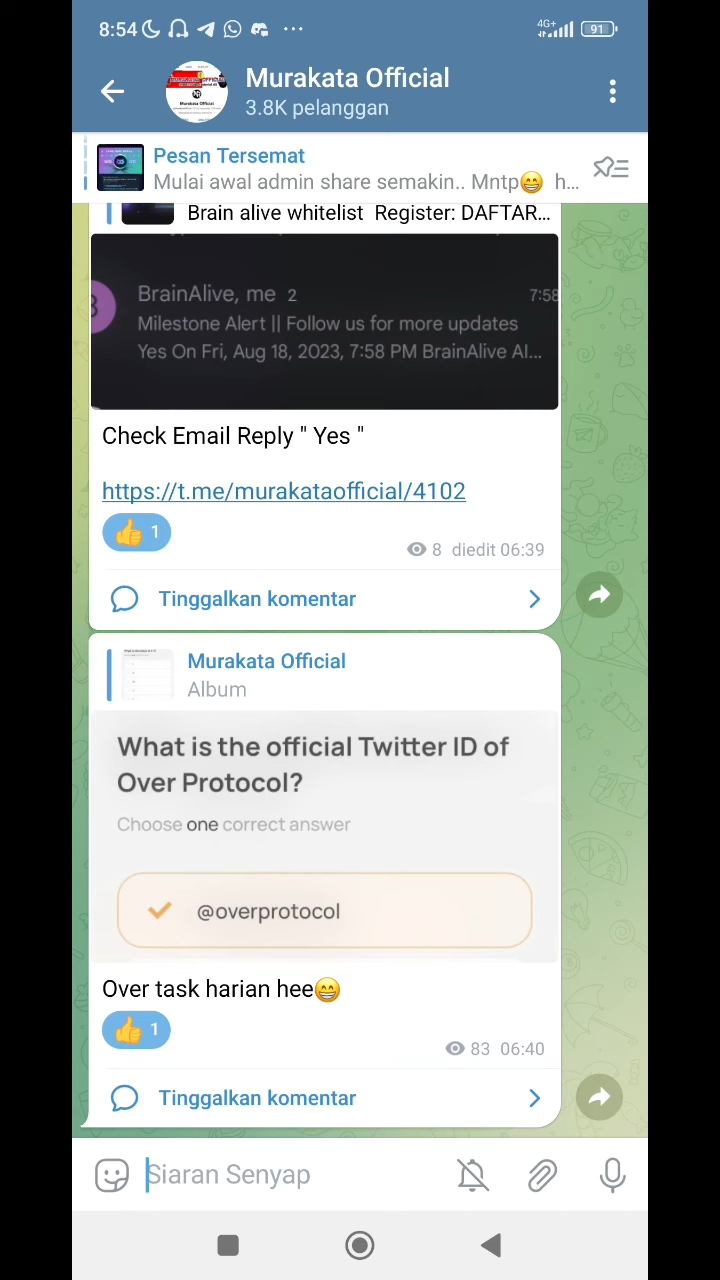 8:54
4G+
91
Murakata Official
3.8K pelanggan
Pesan Tersemat
Mulai awal admin share semakin.. Mntp😁 h...
Brain alive whitelist Register: DAFTAR...
BrainAlive, me 2
7:58
Milestone Alert || Follow us for more updates
Yes On Fri, Aug 18, 2023, 7:58 PM BrainAlive AI...
Check Email Reply " Yes "
https://t.me/murakataofficial/4102
👍 1
8 diedit 06:39
Tinggalkan komentar
Murakata Official
Album
What is the official Twitter ID of
Over Protocol?
Choose one correct answer
@overprotocol
Over task harian hee😁
👍 1
83 06:40
Tinggalkan komentar
Siaran Senyap